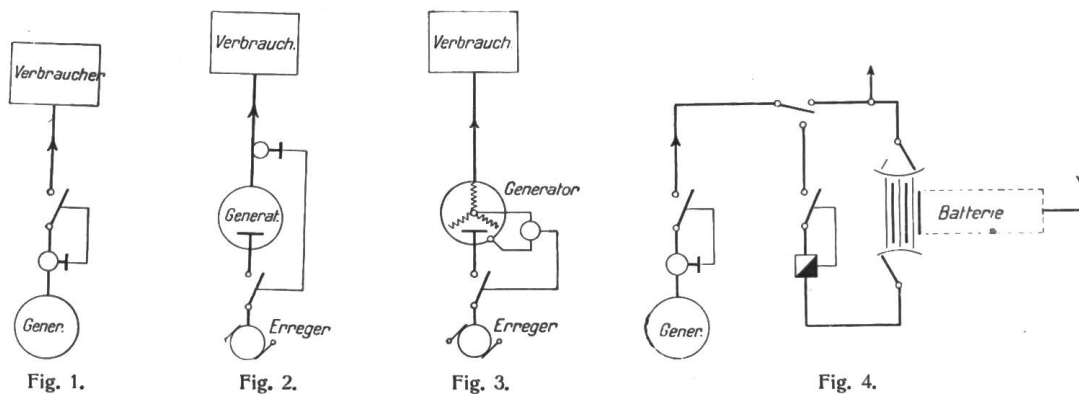 Verbraucher
Gener.
Fig. 1.
Verbrauch.
Generat.
Erreger
Fig. 2.
Verbrauch.
Generator
Erreger
Fig. 3.
Batterie
Gener.
Fig. 4.